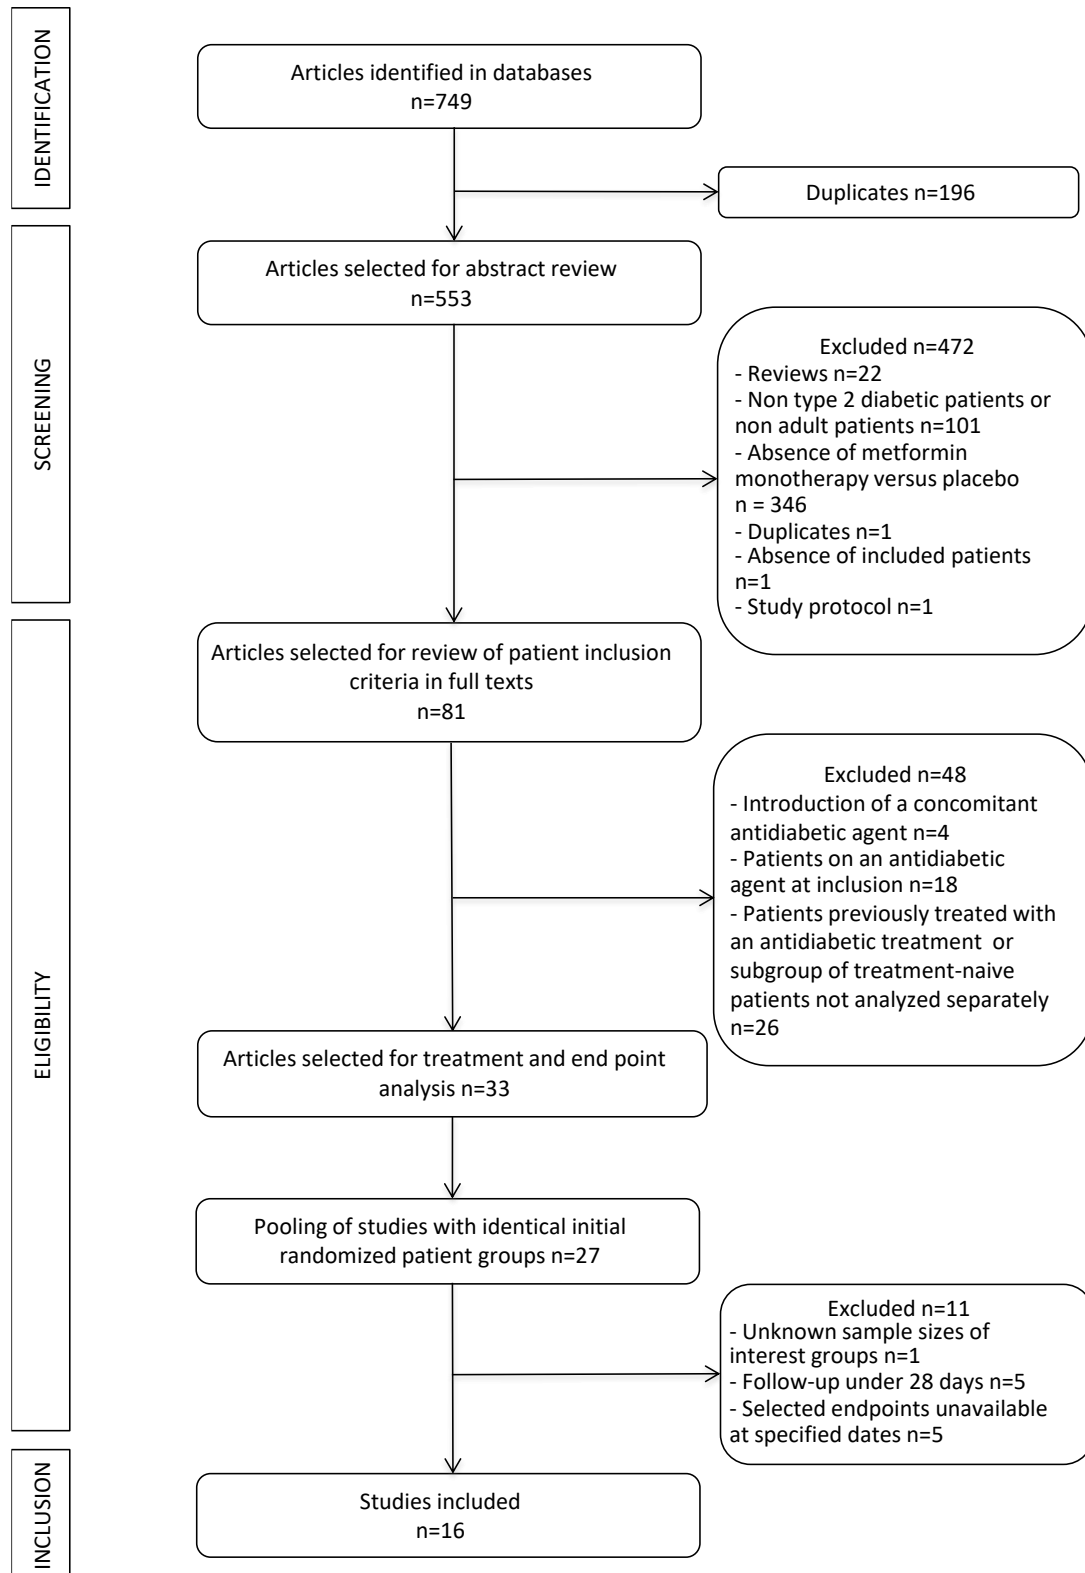 IDENTIFICATION
Articles identified in databases
n=749
Duplicates n=196
SCREENING
Articles selected for abstract review
n=553
Excluded n=472
- Reviews n=22
- Non type 2 diabetic patients or
non adult patients n=101
- Absence of metformin
monotherapy versus placebo
n = 346
- Duplicates n=1
- Absence of included patients
n=1
- Study protocol n=1
ELIGIBILITY
Articles selected for review of patient inclusion
criteria in full texts
n=81
Excluded n=48
- Introduction of a concomitant
antidiabetic agent n=4
- Patients on an antidiabetic
agent at inclusion n=18
- Patients previously treated with
an antidiabetic treatment or
subgroup of treatment-naive
patients not analyzed separately
n=26
Articles selected for treatment and end point
analysis n=33
Pooling of studies with identical initial
randomized patient groups n=27
Excluded n=11
- Unknown sample sizes of
interest groups n=1
- Follow-up under 28 days n=5
- Selected endpoints unavailable
at specified dates n=5
INCLUSION
Studies included
n=16